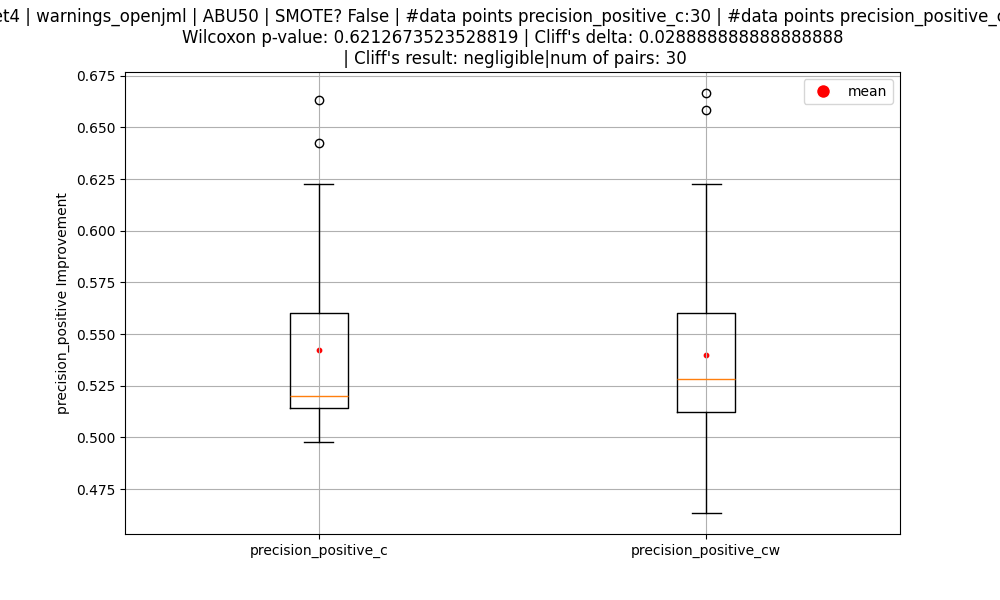 | warnings_openjml | ABU50 | SMOTE? False | #data points precision_positive_c:30 | #data points
Wilcoxon p-value: 0.6212673523528819 | Cliff's delta: 0.028888888888888888
| Cliff's result: negligible|num of pairs: 30
mean
0.675
0.650
0.625
0.600
0.575
0.550
0.525
0.500
0.475
precision_positive Improvement
precision_positive_c
precision_positive_cw